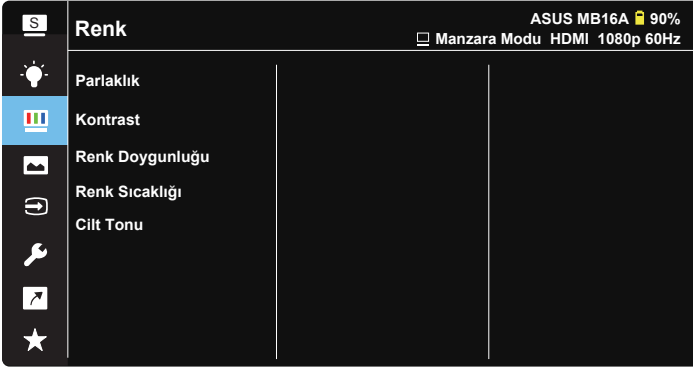 S
Renk
ASUS MB16A 90%
Manzara Modu HDMI 1080p 60Hz
Parlaklık
Kontrast
Renk Doygunluğu
Renk Sıcaklığı
Cilt Tonu